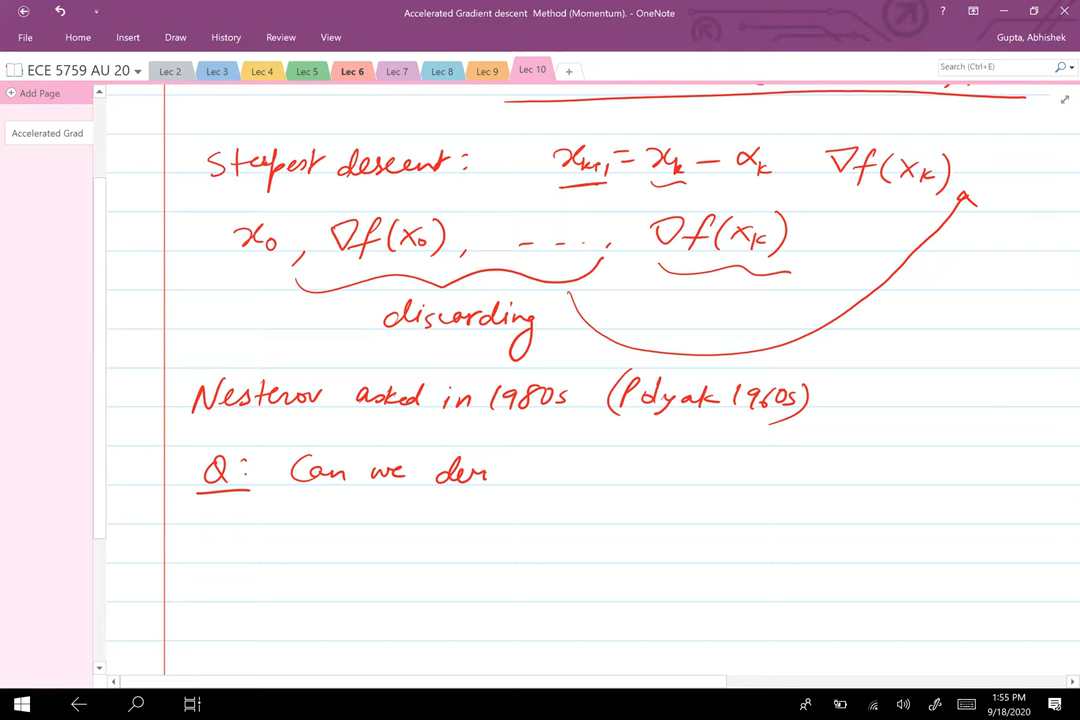 Accelerated Gradient descent Method (Momentum). - OneNote
? Gupta, Abhishek
File Home Insert Draw History Review View
ECE 5759 AU 20 Lec 2 Lec 3 Lec 4 Lec 5 Lec 6 Lec 7 Lec 8 Lec 9 Lec 10 +
Search (Ctrl+E)
Add Page
Accelerated Grad
Steepest descent : x_{k+1} = x_k − α_k ∇f(x_k)
x_0 , ∇f(x_0) , - - - . , ∇f(x_k)
discarding
Nesterov asked in 1980s (Polyak 1960s)
Q : Can we der
1:55 PM
9/18/2020